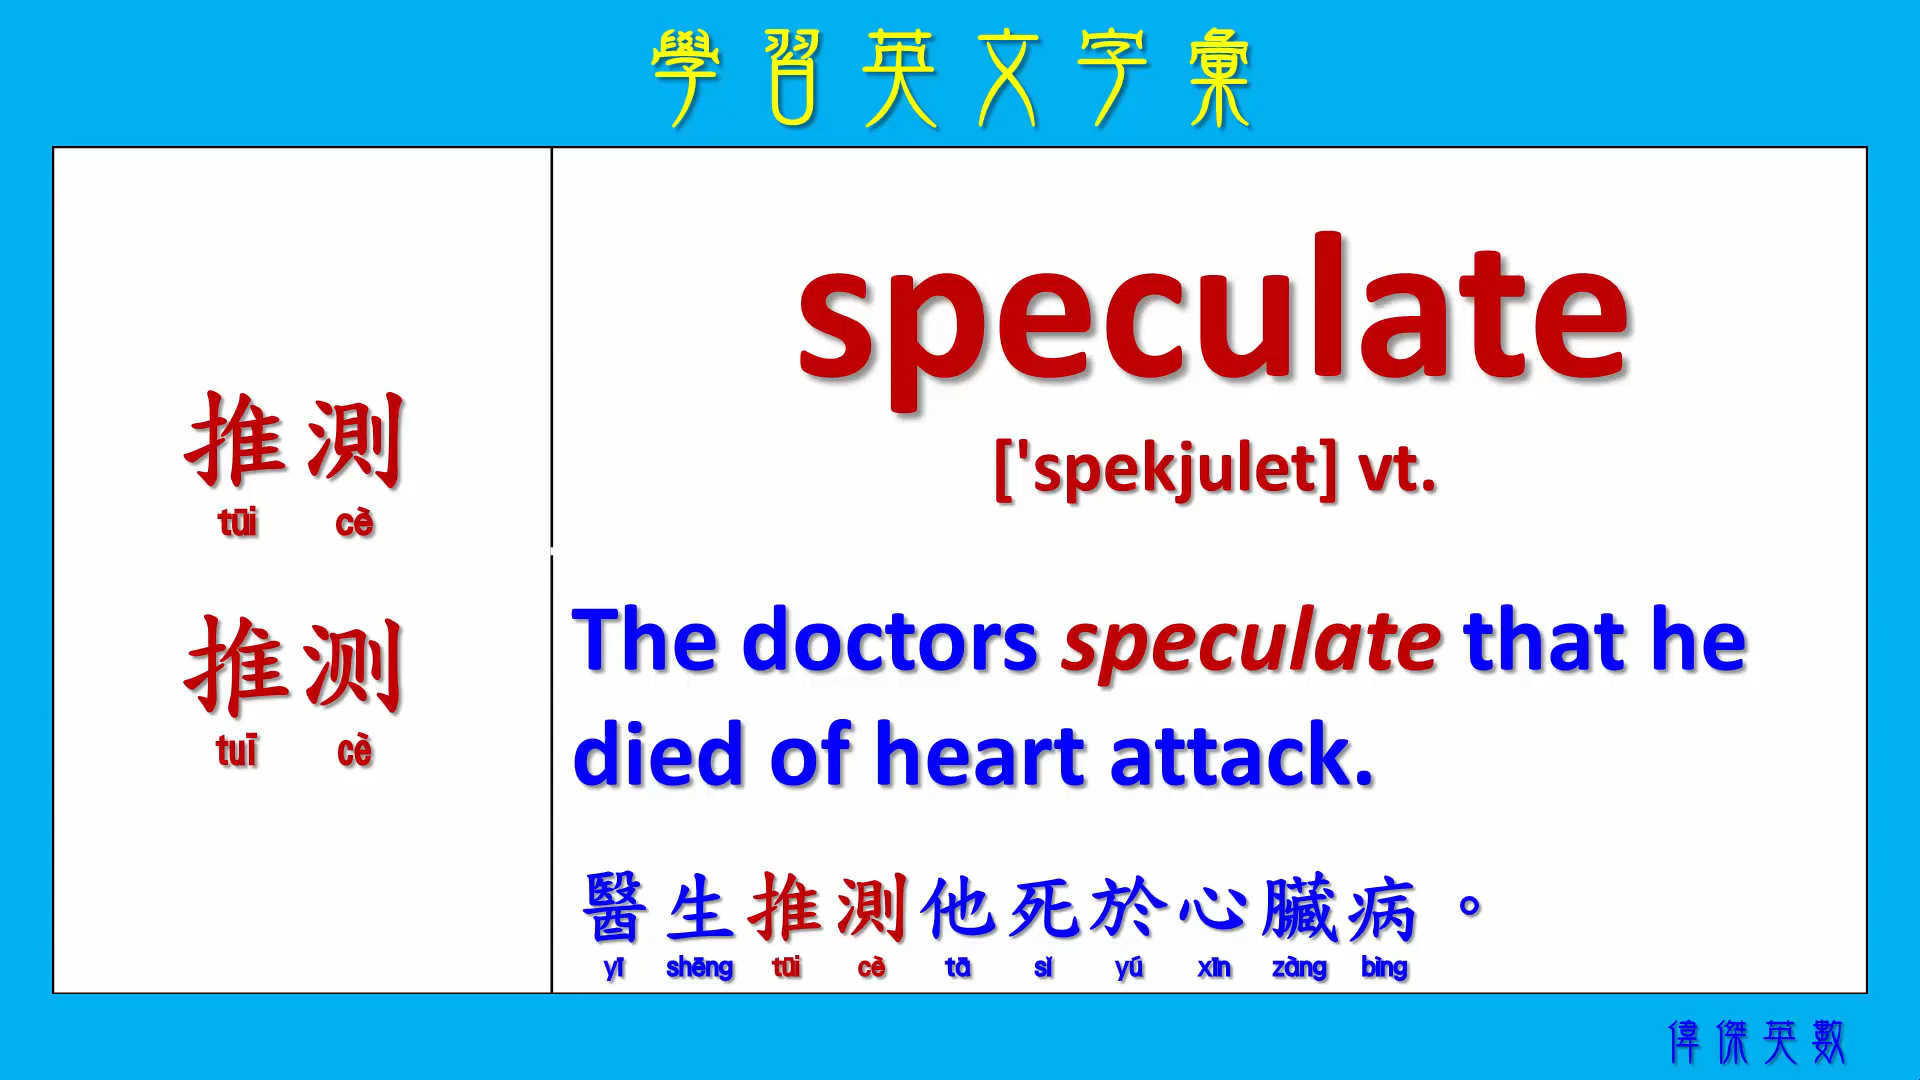 學習英文字彙
推測
tūi cè
推测
tuī cè
speculate
['spekjulet] vt.
The doctors speculate that he
died of heart attack.
醫生推測他死於心臟病。
yī shēng tūi cè tā sǐ yú xīn zàng bìng
偉傑英數